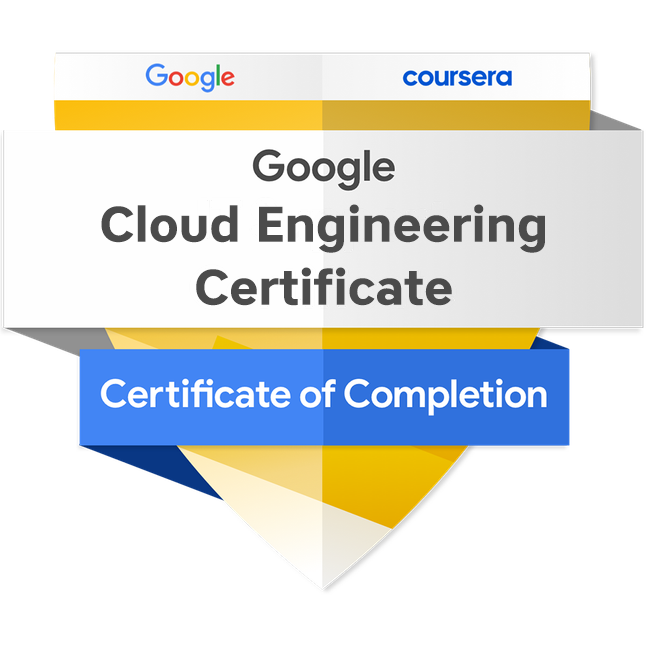 Google coursera
Google
Cloud Engineering
Certificate
Certificate of Completion